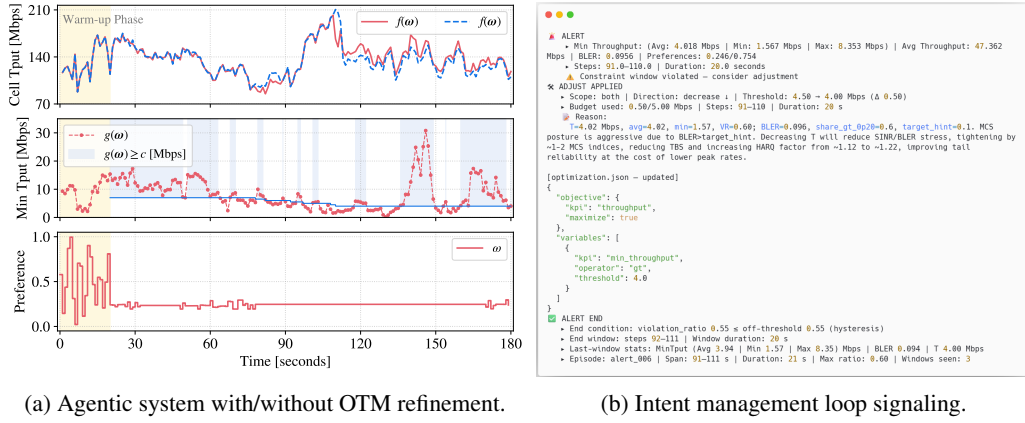 Warm-up Phase
f(ω)
f(ω)
Cell Tput [Mbps]
210
140
70
g(ω)
g(ω) ≥ c [Mbps]
Min Tput [Mbps]
30
20
10
0
ω
Preference
1.0
0.5
0.0
0 30 60 90 120 150 180
Time [seconds]
(a) Agentic system with/without OTM refinement.
🚨 ALERT
▸ Min Throughput: (Avg: 4.018 Mbps | Min: 1.567 Mbps | Max: 8.353 Mbps) | Avg Throughput: 47.362
Mbps | BLER: 0.0956 | Preferences: 0.246/0.754
▸ Steps: 91.0–110.0 | Duration: 20.0 seconds
⚠ Constraint window violated — consider adjustment
🛠 ADJUST APPLIED
▸ Scope: both | Direction: decrease ↓ | Threshold: 4.50 → 4.00 Mbps (Δ 0.50)
▸ Budget used: 0.50/5.00 Mbps | Steps: 91–110 | Duration: 20 s
📝 Reason:
T=4.02 Mbps, avg=4.02, min=1.57, VR=0.60; BLER=0.096, share_gt_0p20=0.6, target_hint=0.1. MCS
posture is aggressive due to BLER>target_hint. Decreasing T will reduce SINR/BLER stress, tightening by
~1–2 MCS indices, reducing TBS and increasing HARQ factor from ~1.12 to ~1.22, improving tail
reliability at the cost of lower peak rates.
[optimization.json — updated]
{
"objective": {
"kpi": "throughput",
"maximize": true
},
"variables": [
{
"kpi": "min_throughput",
"operator": "gt",
"threshold": 4.0
}
]
}
✅ ALERT END
▸ End condition: violation_ratio 0.55 ≤ off-threshold 0.55 (hysteresis)
▸ End window: steps 92–111 | Window duration: 20 s
▸ Last-window stats: MinTput (Avg 3.94 | Min 1.57 | Max 8.35) Mbps | BLER 0.094 | T 4.00 Mbps
▸ Episode: alert_006 | Span: 91–111 s | Duration: 21 s | Max ratio: 0.60 | Windows seen: 3
(b) Intent management loop signaling.